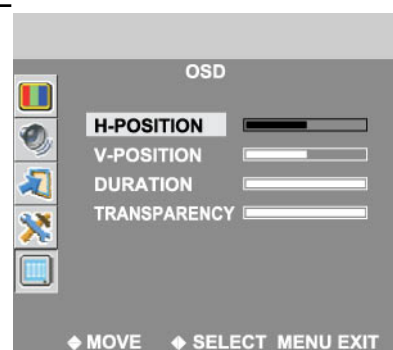 OSD
H-POSITION
V-POSITION
DURATION
TRANSPARENCY
MOVE SELECT MENU EXIT